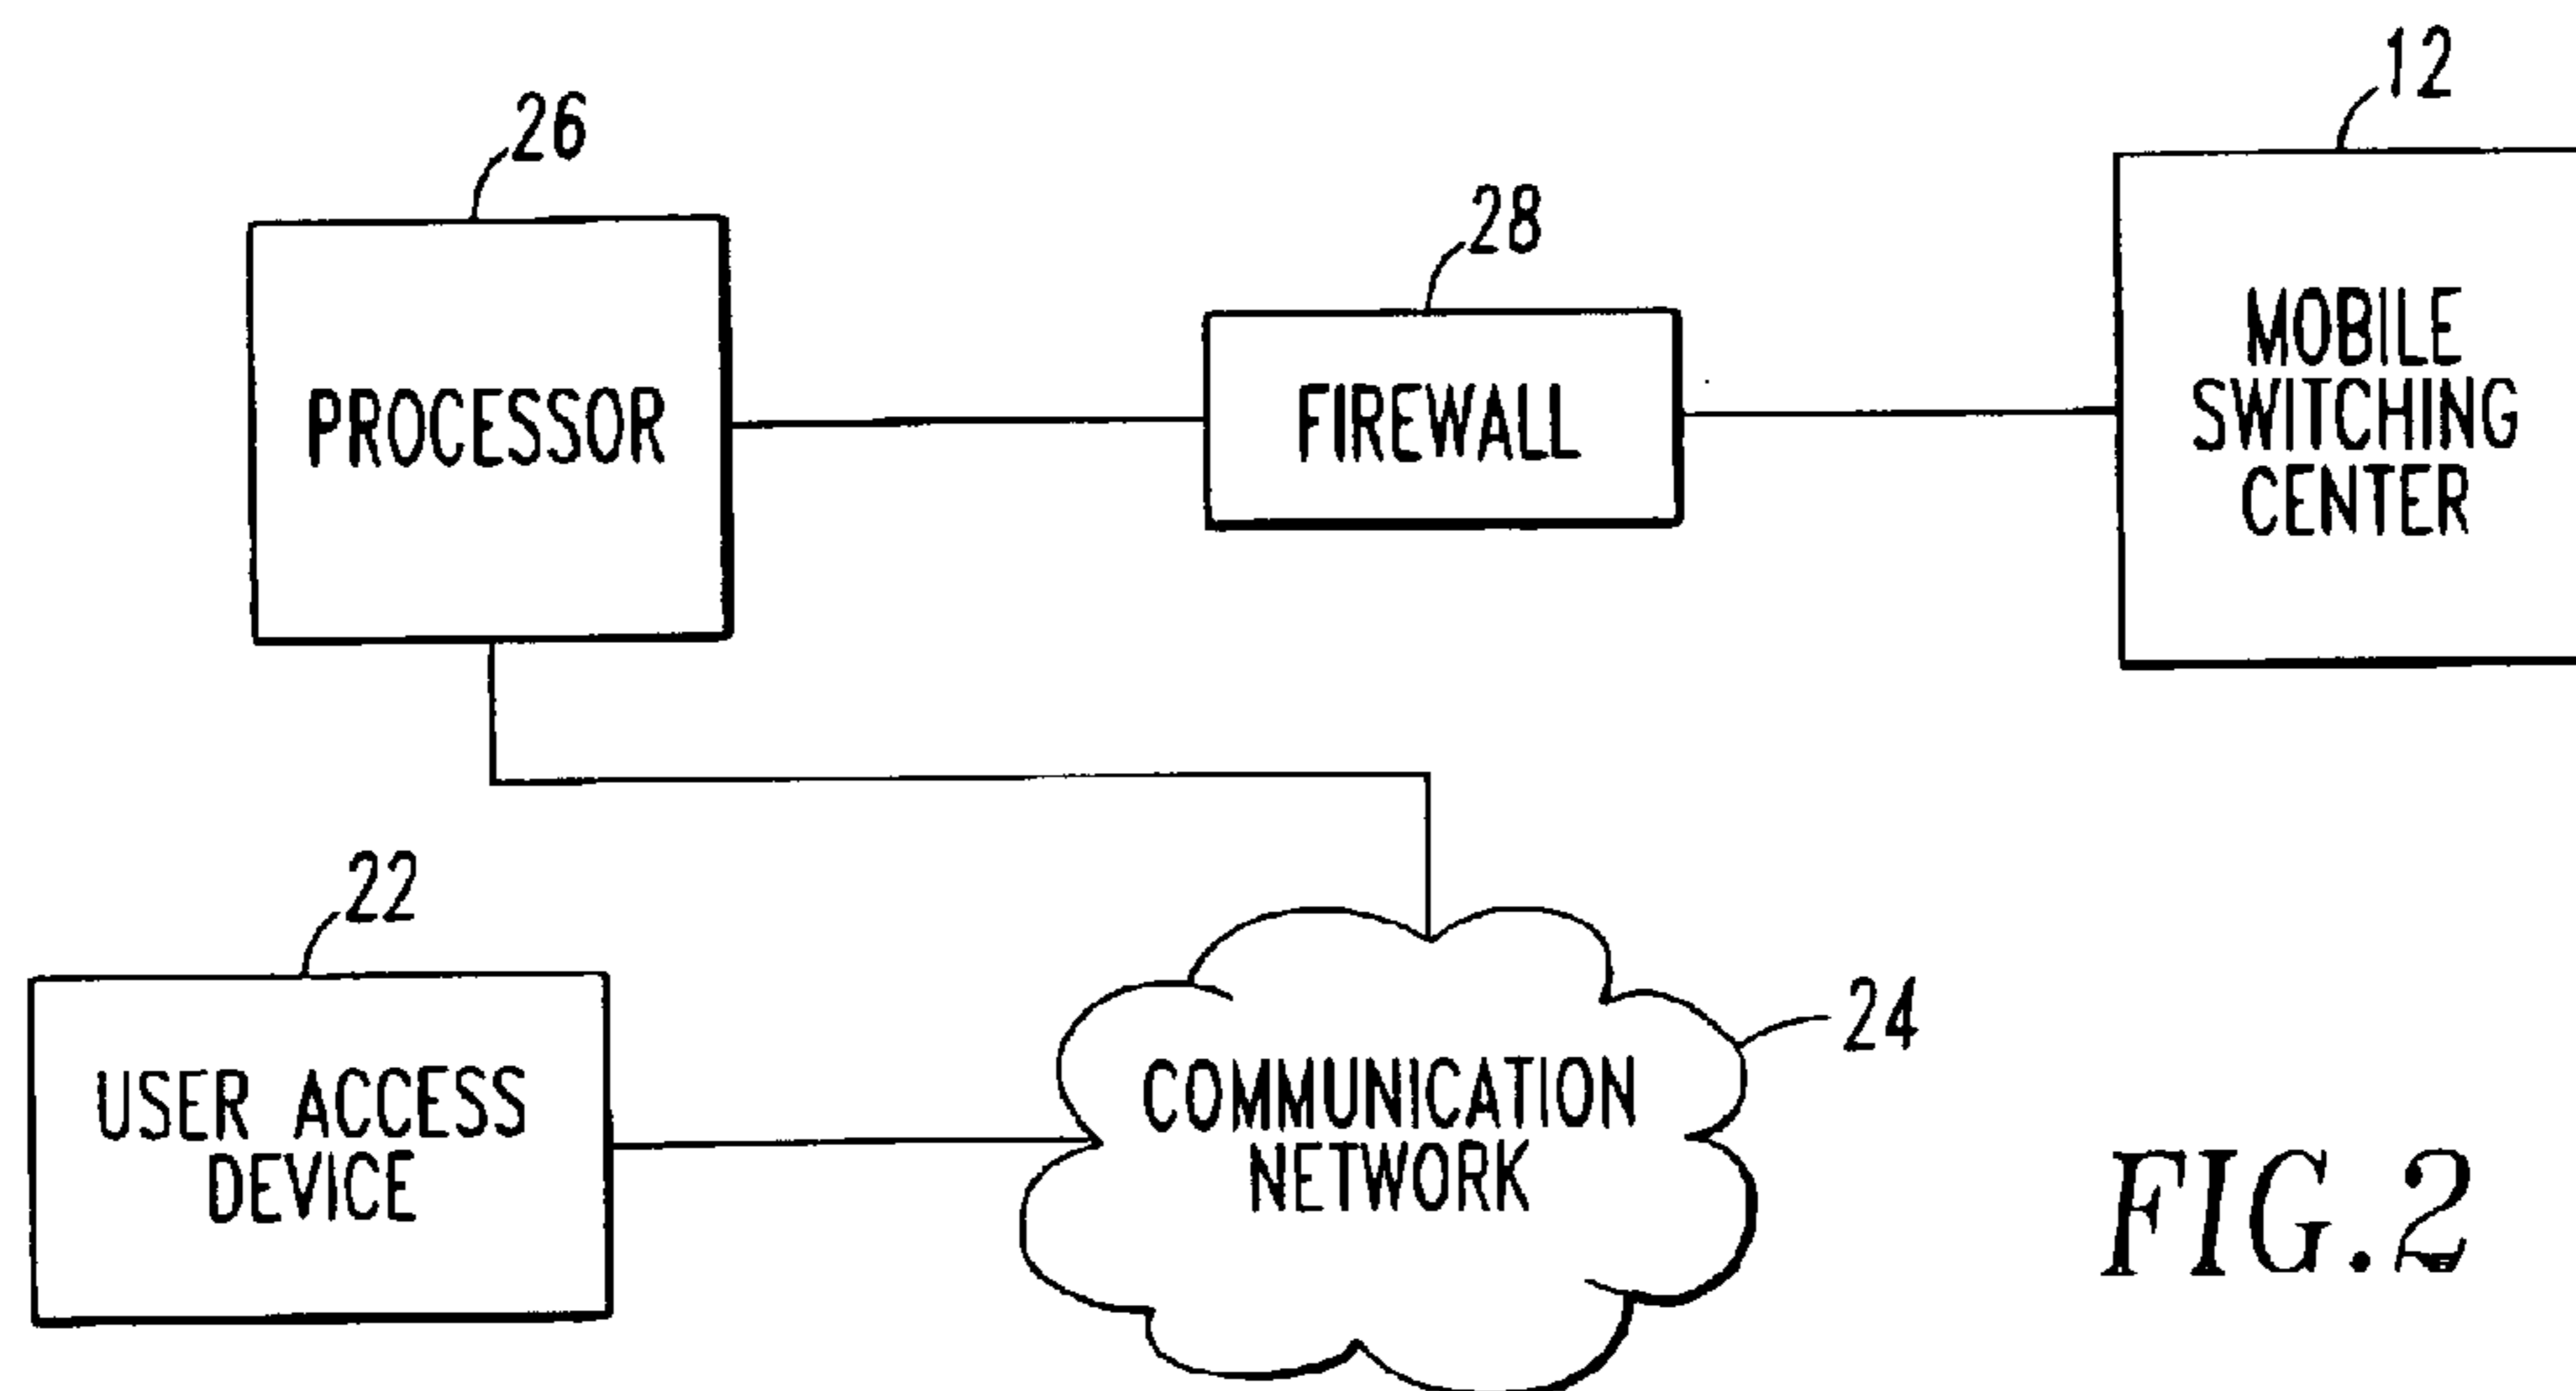 12
26
28
PROCESSOR
FIREWALL
MOBILE
SWITCHING
CENTER
22
24
USER ACCESS
DEVICE
COMMUNICATION
NETWORK
FIG.2